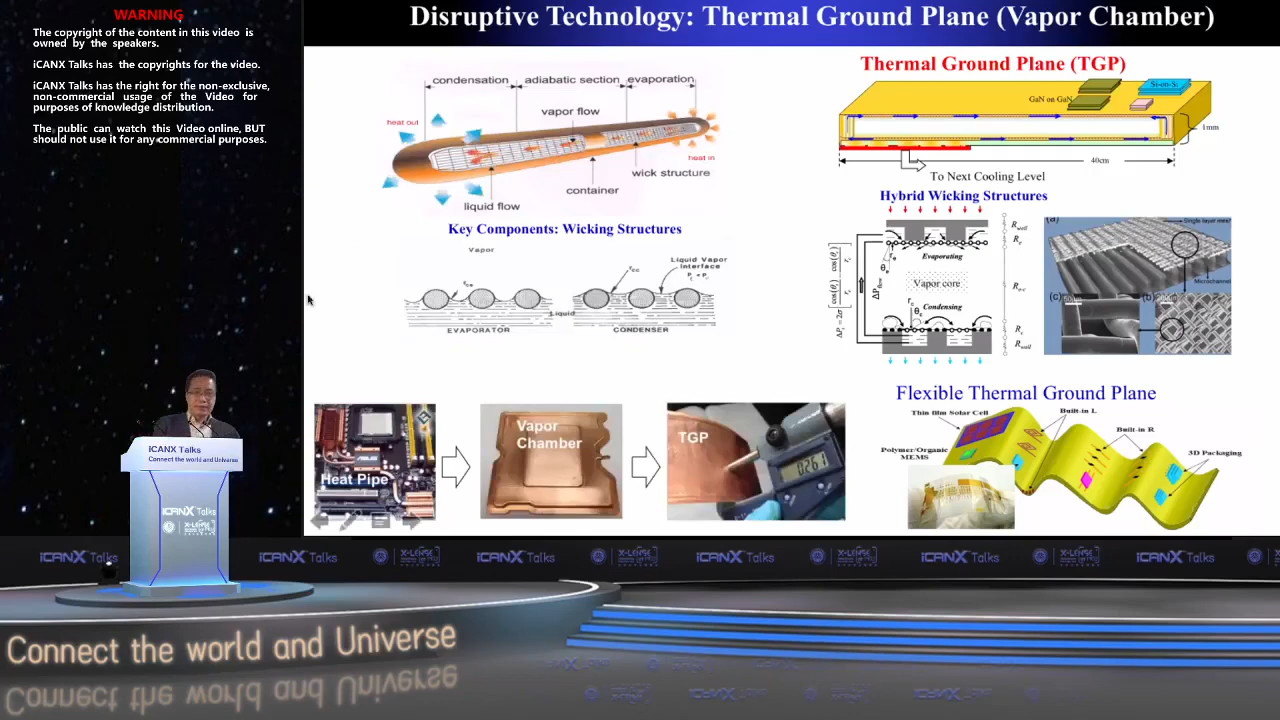 WARNING
The copyright of the content in this video is
owned by the speakers.
iCANX Talks has the copyrights for the video.
iCANX Talks has the right for the non-exclusive,
non-commercial usage of the Video for
purposes of knowledge distribution.
The public can watch this Video online, BUT
should not use it for any commercial purposes.
Disruptive Technology: Thermal Ground Plane (Vapor Chamber)
condensation
adiabatic section
evaporation
vapor flow
heat out
heat in
wick structure
container
liquid flow
Key Components: Wicking Structures
Vapor
Liquid Vapor
Interface
Liquid
EVAPORATOR
CONDENSER
Thermal Ground Plane (TGP)
GaN on GaN
Si-on-Si
1mm
40cm
To Next Cooling Level
Hybrid Wicking Structures
Evaporating
Vapor core
Condensing
Single layer mesh
Microchannel
(a)
(c)
(b)
Flexible Thermal Ground Plane
Thin film Solar Cell
Built-in L
Built-in R
Polymer/Organic
MEMS
3D Packaging
Heat Pipe
Vapor
Chamber
TGP
0.261
iCANX Talks
Connect the world and Universe
iCANX Talks
iCANX Talks
iCANX Talks
iCANX Talks
iCANX Talks
iCANX Talks
Connect the world and Universe